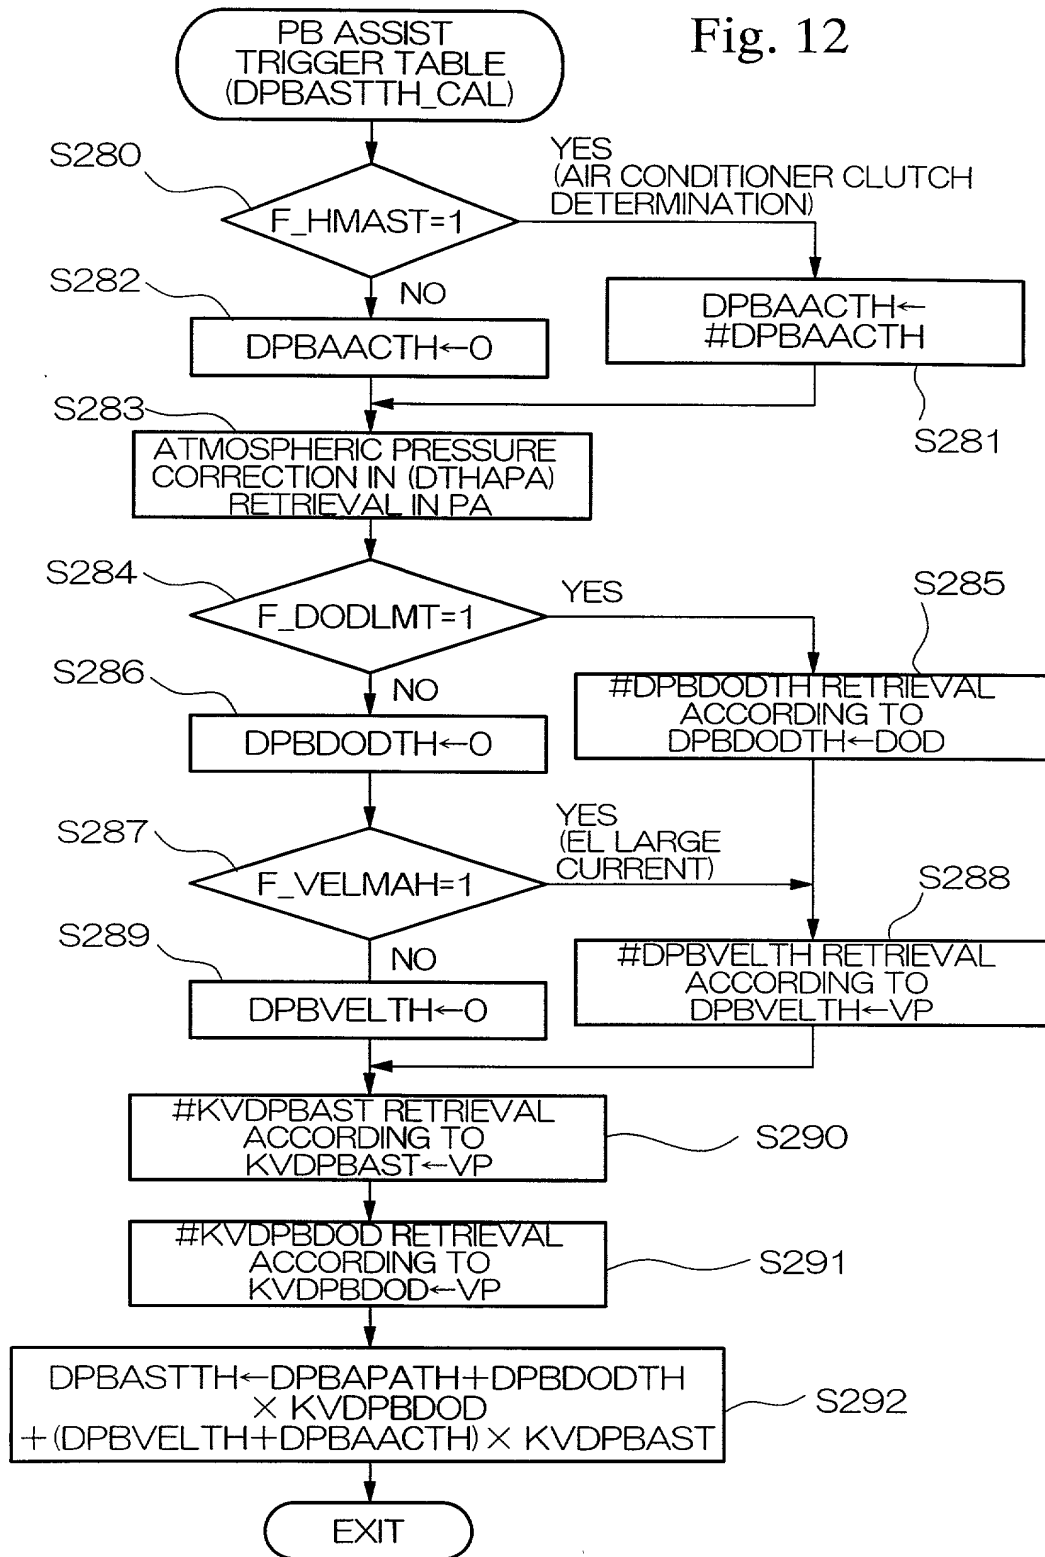 Fig. 12
PB ASSIST
TRIGGER TABLE
(DPBASTTH_CAL)
S280
F_HMAST=1
YES
(AIR CONDITIONER CLUTCH
DETERMINATION)
S282
NO
DPBAACTH←0
DPBAACTH←
#DPBAACTH
S281
S283
ATMOSPHERIC PRESSURE
CORRECTION IN (DTHAPA)
RETRIEVAL IN PA
S284
F_DODLMT=1
YES
S285
S286
NO
DPBDODTH←0
#DPBDODTH RETRIEVAL
ACCORDING TO
DPBDODTH←DOD
S287
F_VELMAH=1
YES
(EL LARGE
CURRENT)
S288
S289
NO
DPBVELTH←0
#DPBVELTH RETRIEVAL
ACCORDING TO
DPBVELTH←VP
#KVDPBAST RETRIEVAL
ACCORDING TO
KVDPBAST←VP
S290
#KVDPBDOD RETRIEVAL
ACCORDING TO
KVDPBDOD←VP
S291
DPBASTTH←DPBAPATH+DPBDODTH
× KVDPBDOD
+(DPBVELTH+DPBAACTH) × KVDPBAST
S292
EXIT